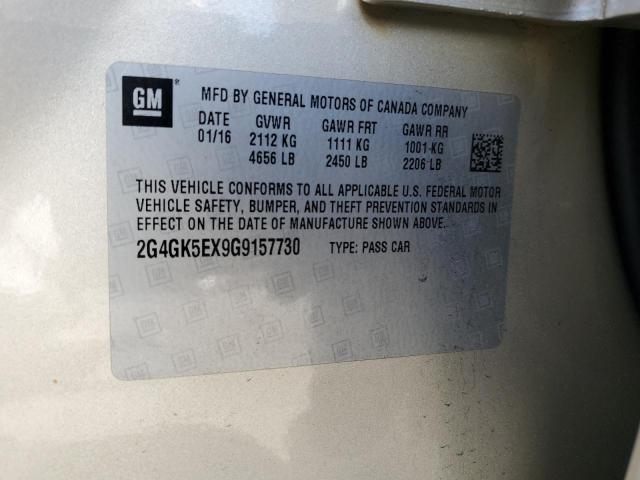 GM
MFD BY GENERAL MOTORS OF CANADA COMPANY
DATE GVWR GAWR FRT GAWR RR
01/16 2112 KG 1111 KG 1001 KG
4656 LB 2450 LB 2206 LB
THIS VEHICLE CONFORMS TO ALL APPLICABLE U.S. FEDERAL MOTOR
VEHICLE SAFETY, BUMPER, AND THEFT PREVENTION STANDARDS IN
EFFECT ON THE DATE OF MANUFACTURE SHOWN ABOVE.
2G4GK5EX9G9157730 TYPE: PASS CAR